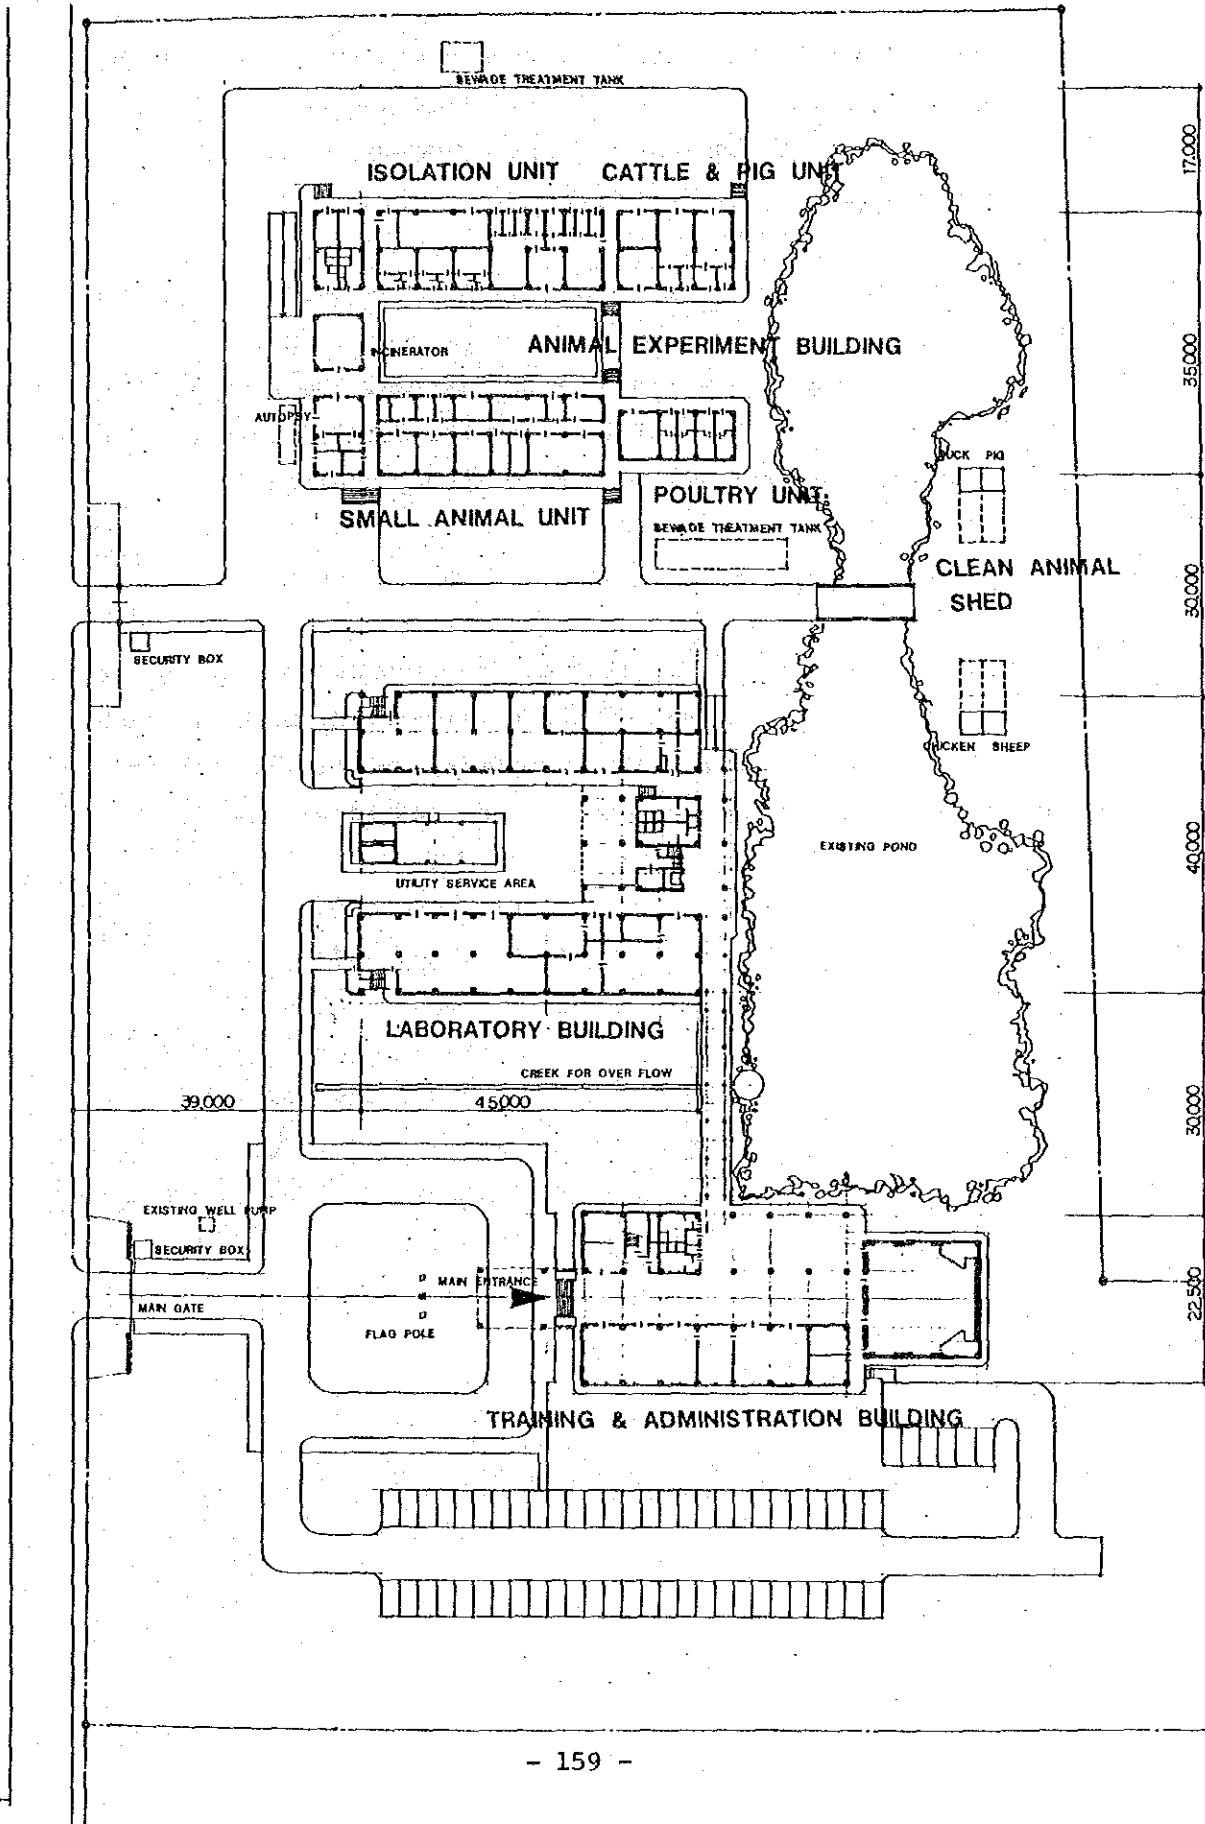 SEWAGE TREATMENT TANK
17,000
ISOLATION UNIT CATTLE & PIG UNIT
INCINERATOR
ANIMAL EXPERIMENT BUILDING
35,000
AUTOPSY
DUCK PIG
POULTRY UNIT
SMALL ANIMAL UNIT
SEWAGE TREATMENT TANK
CLEAN ANIMAL
SHED
30,000
SECURITY BOX
CHICKEN SHEEP
EXISTING POND
40,000
UTILITY SERVICE AREA
LABORATORY BUILDING
CREEK FOR OVER FLOW
39,000
45,000
30,000
EXISTING WELL PUMP
SECURITY BOX
MAIN ENTRANCE
MAIN GATE
22,500
FLAG POLE
TRAINING & ADMINISTRATION BUILDING
- 159 -